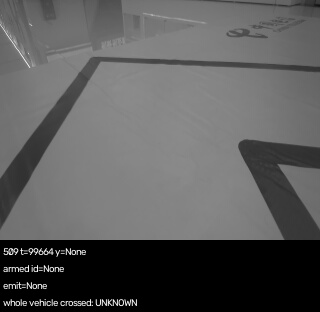 509 t=99664 y=None
armed id=None
emit=None
whole vehicle crossed: UNKNOWN